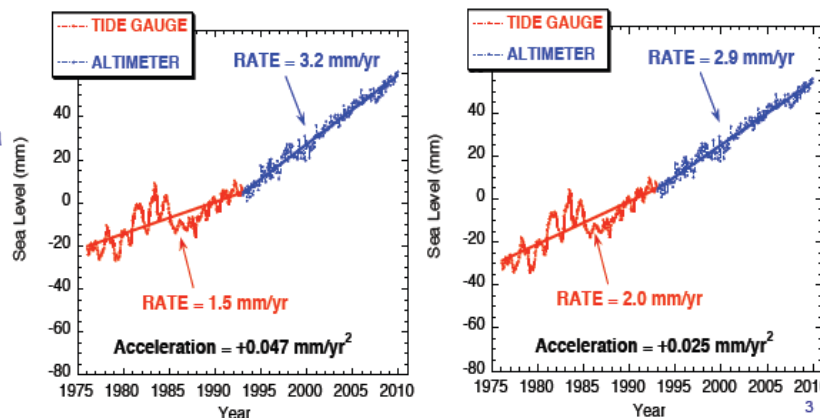 TIDE GAUGE
ALTIMETER
RATE = 3.2 mm/yr
40
20
0
-20
-40
-60
-80
Sea Level (mm)
RATE = 1.5 mm/yr
Acceleration = +0.047 mm/yr²
1975 1980 1985 1990 1995 2000 2005 2010
Year
TIDE GAUGE
ALTIMETER
RATE = 2.9 mm/yr
40
20
0
-20
-40
-60
-80
Sea Level (mm)
RATE = 2.0 mm/yr
Acceleration = +0.025 mm/yr²
1975 1980 1985 1990 1995 2000 2005 2010
Year
3